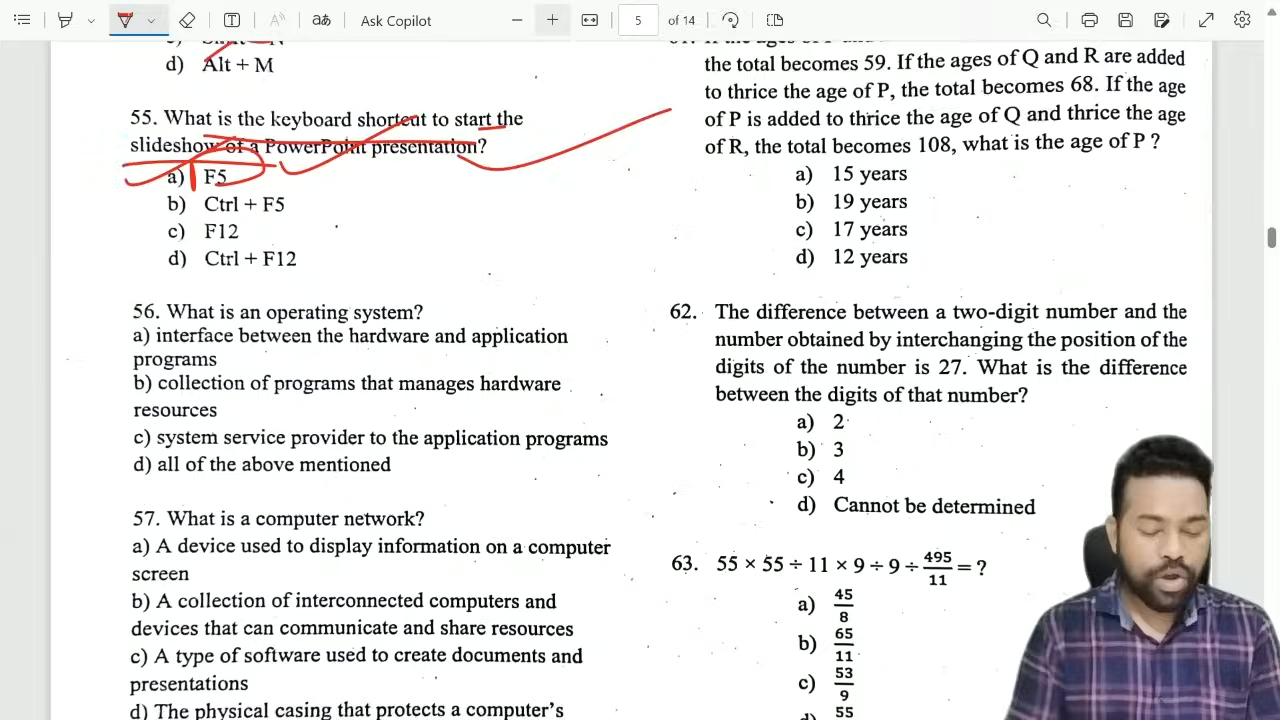 Ask Copilot
5
of 14
d) Alt + M
55. What is the keyboard shortcut to start the
slideshow of a PowerPoint presentation?
a) F5
b) Ctrl + F5
c) F12
d) Ctrl + F12
56. What is an operating system?
a) interface between the hardware and application
programs
b) collection of programs that manages hardware
resources
c) system service provider to the application programs
d) all of the above mentioned
57. What is a computer network?
a) A device used to display information on a computer
screen
b) A collection of interconnected computers and
devices that can communicate and share resources
c) A type of software used to create documents and
presentations
d) The physical casing that protects a computer's
the total becomes 59. If the ages of Q and R are added
to thrice the age of P, the total becomes 68. If the age
of P is added to thrice the age of Q and thrice the age
of R, the total becomes 108, what is the age of P ?
a) 15 years
b) 19 years
c) 17 years
d) 12 years
62. The difference between a two-digit number and the
number obtained by interchanging the position of the
digits of the number is 27. What is the difference
between the digits of that number?
a) 2
b) 3
c) 4
d) Cannot be determined
63. 55 × 55 ÷ 11 × 9 ÷ 9 ÷ 495/11 = ?
a) 45/8
b) 65/11
c) 53/9
d) 55